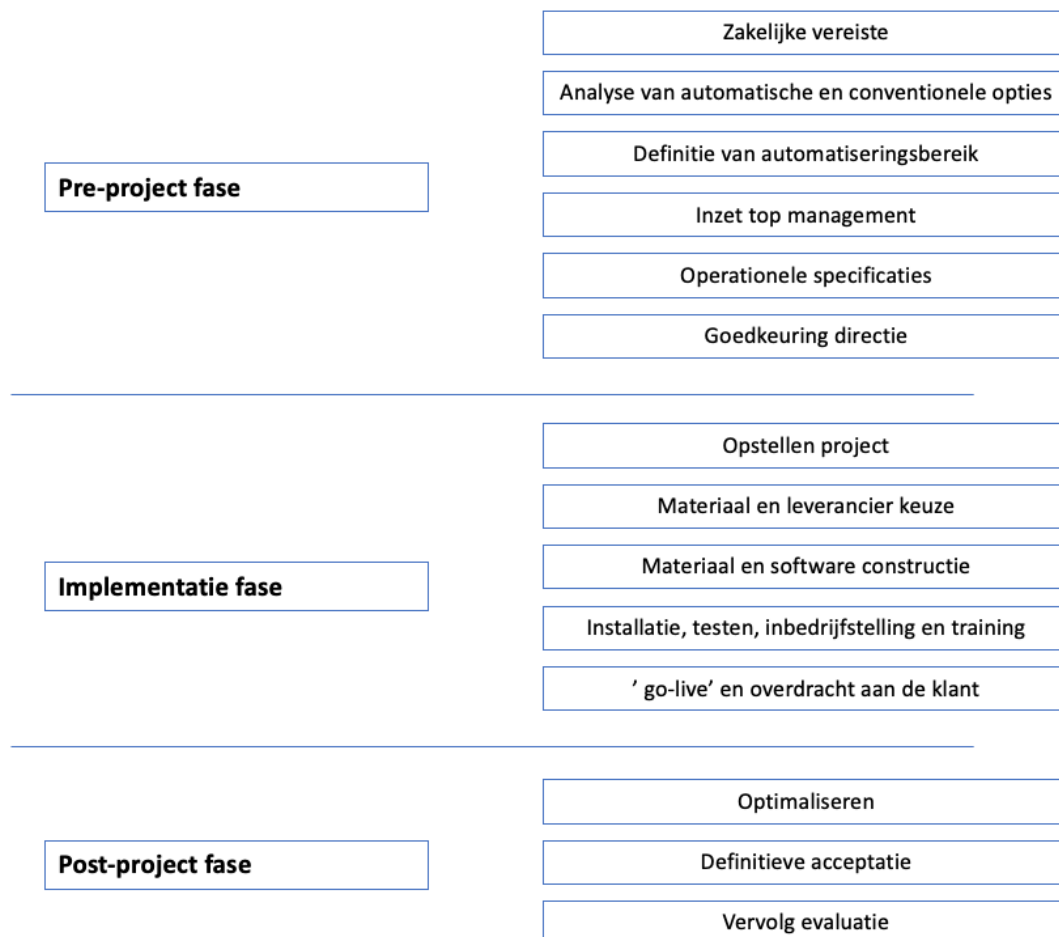 Zakelijke vereiste
Analyse van automatische en conventionele opties
Definitie van automatiseringsbereik
Pre-project fase
Inzet top management
Operationele specificaties
Goedkeuring directie
Opstellen project
Materiaal en leverancier keuze
Materiaal en software constructie
Implementatie fase
Installatie, testen, inbedrijfstelling en training
’ go-live’ en overdracht aan de klant
Optimaliseren
Post-project fase
Definitieve acceptatie
Vervolg evaluatie